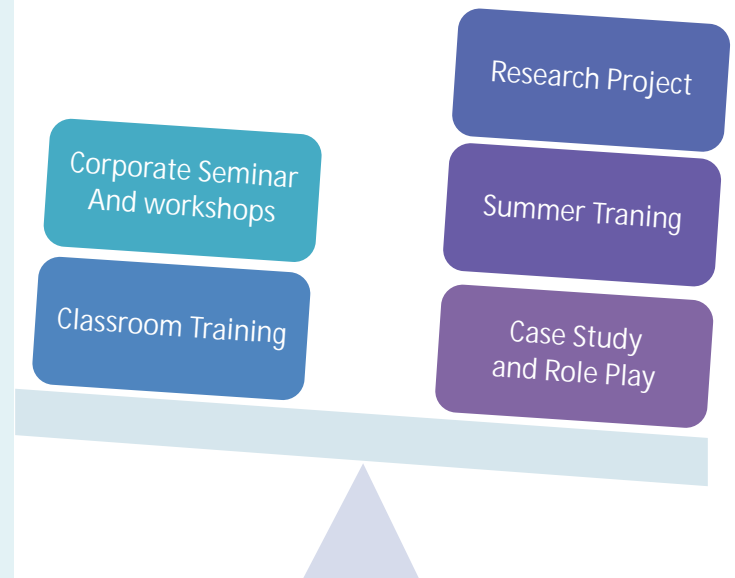 Corporate Seminar
And workshops
Classroom Training
Research Project
Summer Traning
Case Study
and Role Play